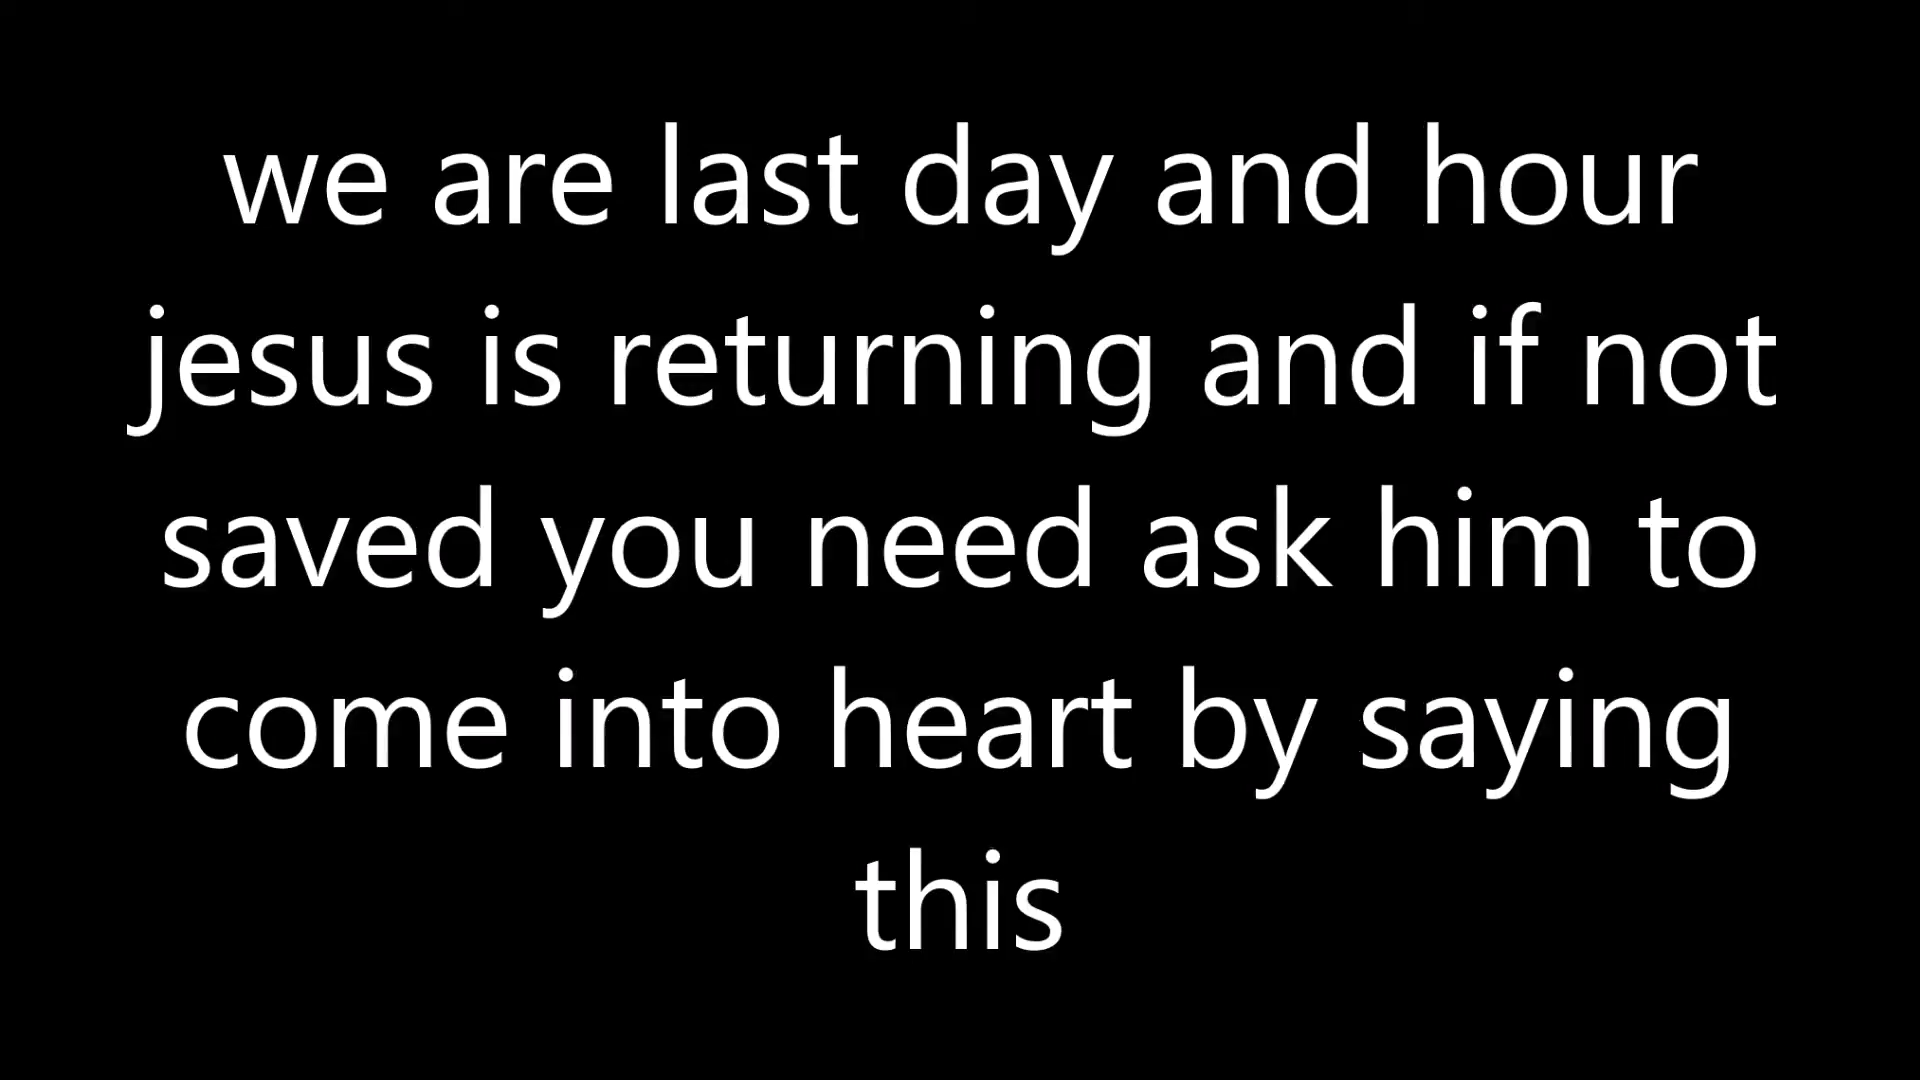 we are last day and hour
jesus is returning and if not
saved you need ask him to
come into heart by saying
this